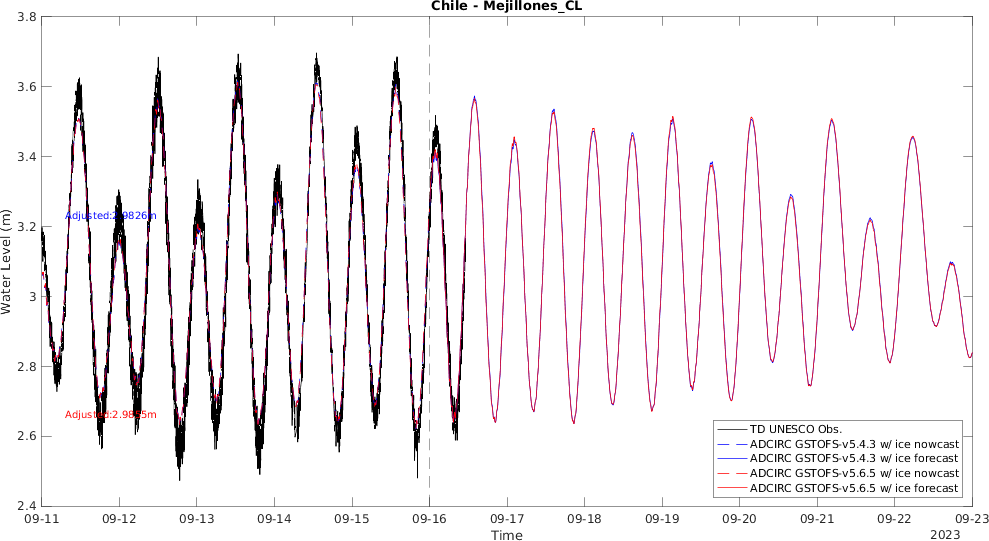 Chile - Mejillones_CL
3.8
3.6
3.4
3.2
3
2.8
2.6
2.4
Water Level (m)
Adjusted:2.9826m
Adjusted:
TD UNESCO Obs.
ADCIRC GSTOFS-v5.4.3 w/ ice nowcast
ADCIRC GSTOFS-v5.4.3 w/ ice forecast
ADCIRC GSTOFS-v5.6.5 w/ ice nowcast
ADCIRC GSTOFS-v5.6.5 w/ ice forecast
09-11 09-12 09-13 09-14 09-15 09-16 09-17 09-18 09-19 09-20 09-21 09-22 09-23
Time
2023